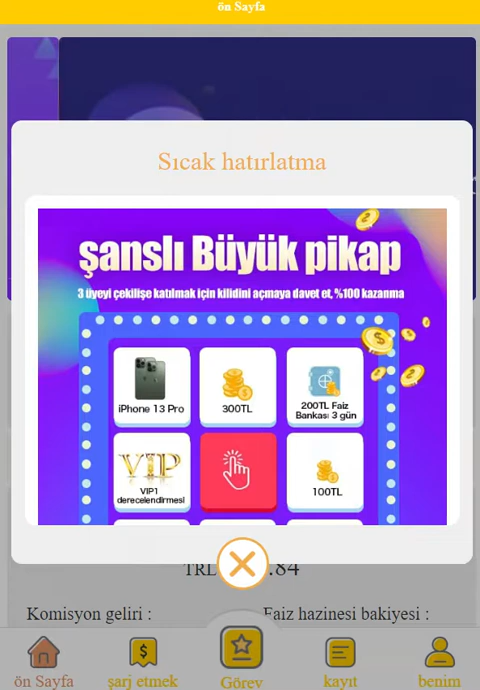 ön Sayfa
Sıcak hatırlatma
şanslı Büyük pikap
3 üyeyi çekilişe katılmak için kilidini açmaya davet et, %100 kazanma
iPhone 13 Pro
300TL
200TL Faiz
Bankası 3 gün
VIP
VIP1
derecelendirmesi
100TL
TRL .84
Komisyon geliri :
Faiz hazinesi bakiyesi :
ön Sayfa
şarj etmek
Görev
kayıt
benim